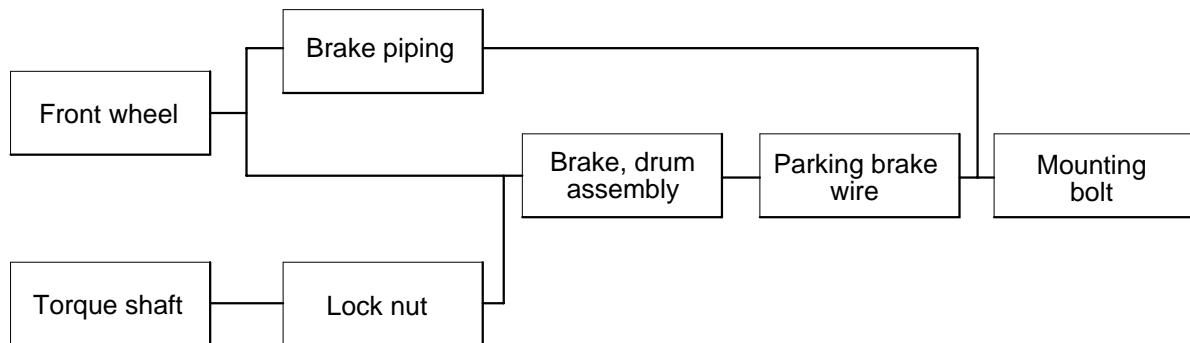 Brake piping
Front wheel
Brake, drum
assembly
Parking brake
wire
Mounting
bolt
Torque shaft
Lock nut